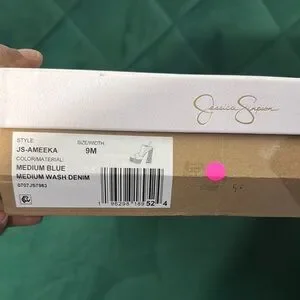 Jessica Simpson
STYLE SIZE/WIDTH
JS-AMEEKA 9M
COLOR/MATERIAL
MEDIUM BLUE
MEDIUM WASH DENIM